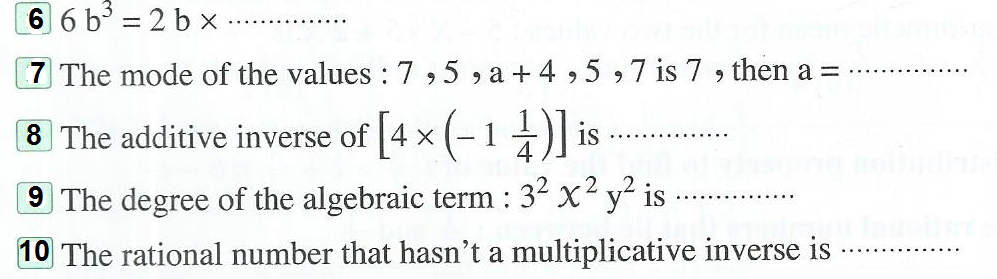 6 6 b³ = 2 b × ..............
7 The mode of the values : 7 , 5 , a + 4 , 5 , 7 is 7 , then a = ..............
8 The additive inverse of [4 × (– 1 1/4)] is ..............
9 The degree of the algebraic term : 3² X² y² is ..............
10 The rational number that hasn't a multiplicative inverse is ..............